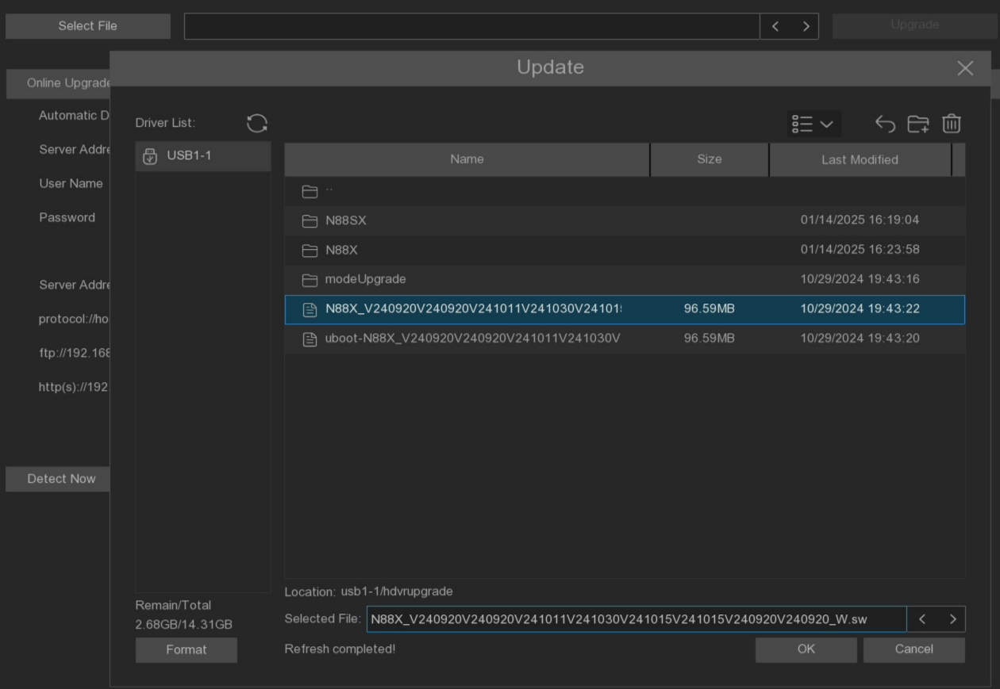 Select File
Upgrade
Update
Online Upgrade
Automatic D
Driver List:
Server Addre
USB1-1
Name Size Last Modified
User Name
..
Password
N88SX 01/14/2025 16:19:04
N88X 01/14/2025 16:23:58
modeUpgrade 10/29/2024 19:43:16
Server Addre
N88X_V240920V240920V241011V241030V24101 96.59MB 10/29/2024 19:43:22
protocol://ho
uboot-N88X_V240920V240920V241011V241030V 96.59MB 10/29/2024 19:43:20
ftp://192.168
http(s)://192.
Detect Now
Location: usb1-1/hdvrupgrade
Remain/Total
2.68GB/14.31GB
Selected File: N88X_V240920V240920V241011V241030V241015V241015V240920V240920_W.sw
Format
Refresh completed!
OK
Cancel